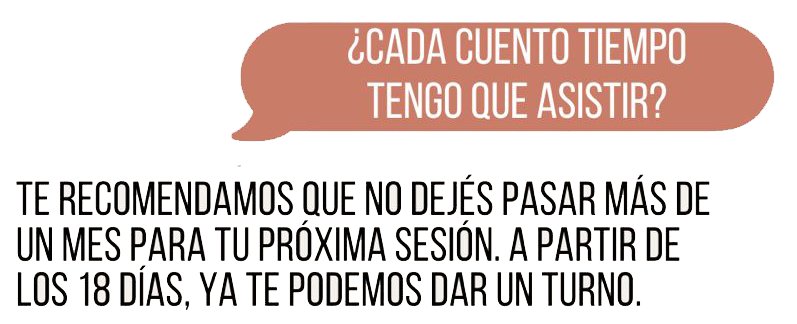 ¿CADA CUENTO TIEMPO
TENGO QUE ASISTIR?
TE RECOMENDAMOS QUE NO DEJÉS PASAR MÁS DE
UN MES PARA TU PRÓXIMA SESIÓN. A PARTIR DE
LOS 18 DÍAS, YA TE PODEMOS DAR UN TURNO.